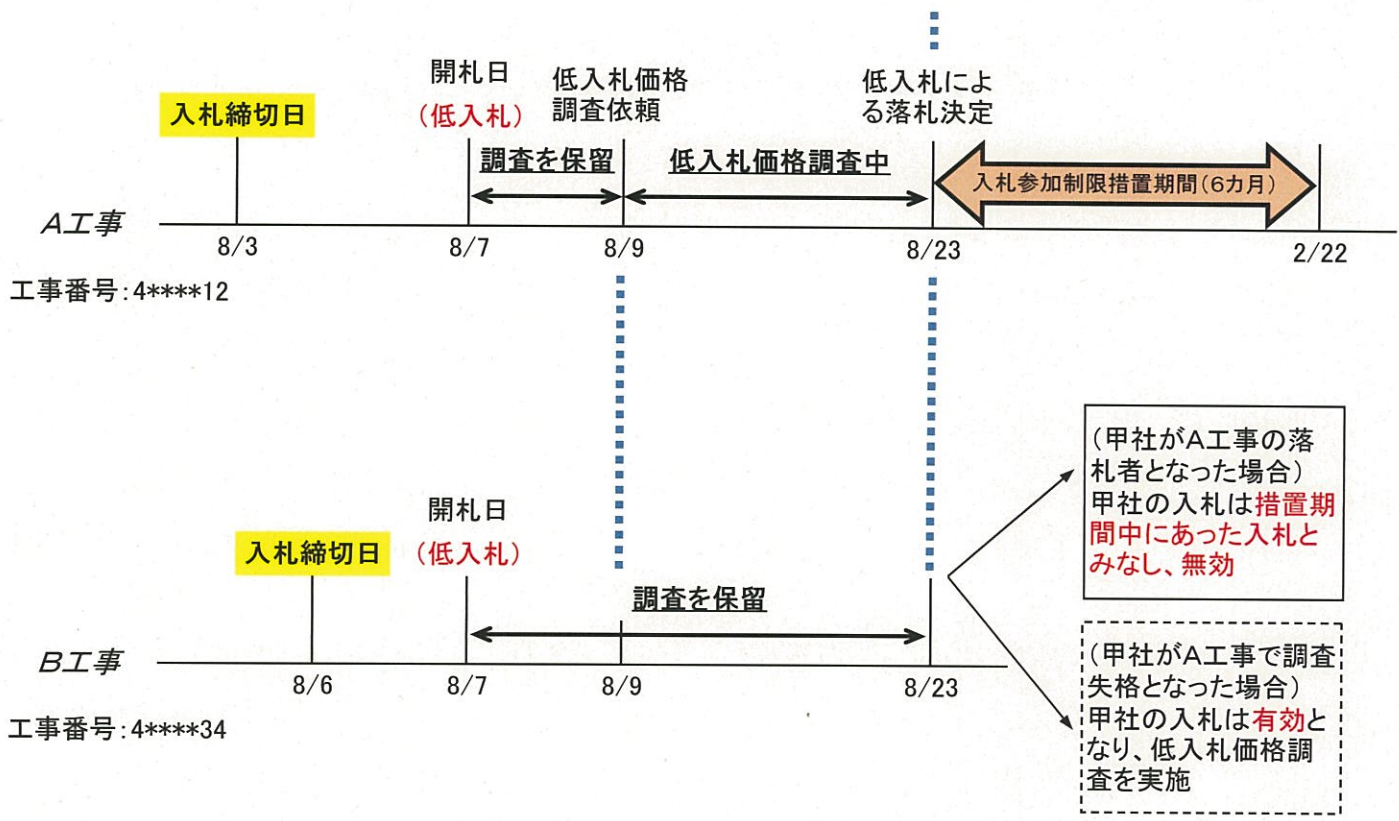 入札締切日
開札日
(低入札)
低入札価格
調査依頼
低入札によ
る落札決定
調査を保留
低入札価格調査中
入札参加制限措置期間(6カ月)
A工事
8/3
8/7
8/9
8/23
2/22
工事番号:4****12
(甲社がA工事の落
札者となった場合)
甲社の入札は措置期
間中にあった入札と
みなし、無効
入札締切日
開札日
(低入札)
調査を保留
B工事
8/6
8/7
8/9
8/23
工事番号:4****34
(甲社がA工事で調査
失格となった場合)
甲社の入札は有効と
なり、低入札価格調
査を実施